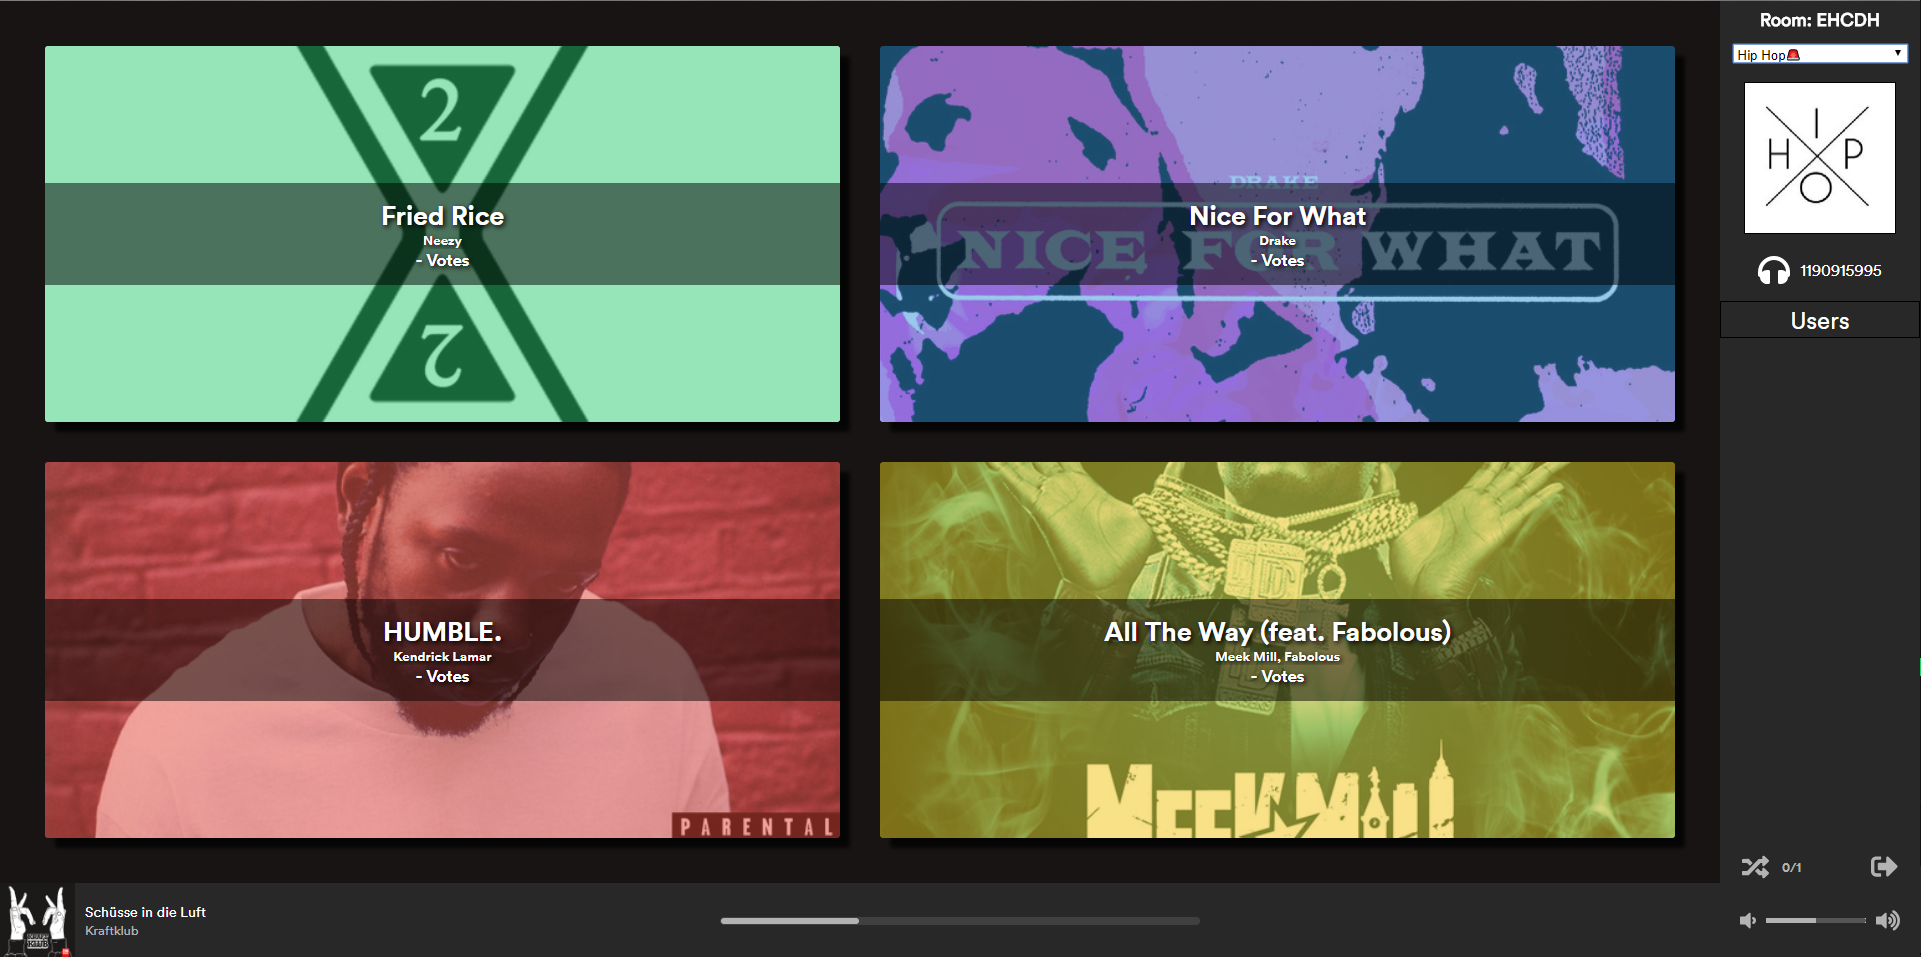 2
2
Fried Rice
Neezy
- Votes
DRAKE
NICE FOR WHAT
Nice For What
Drake
- Votes
HUMBLE.
Kendrick Lamar
- Votes
PARENTAL
All The Way (feat. Fabolous)
Meek Mill, Fabolous
- Votes
MEEK MILL
Room: EHCDH
Hip Hop🚨
I
H P
O
1190915995
Users
0/1
Schüsse in die Luft
Kraftklub